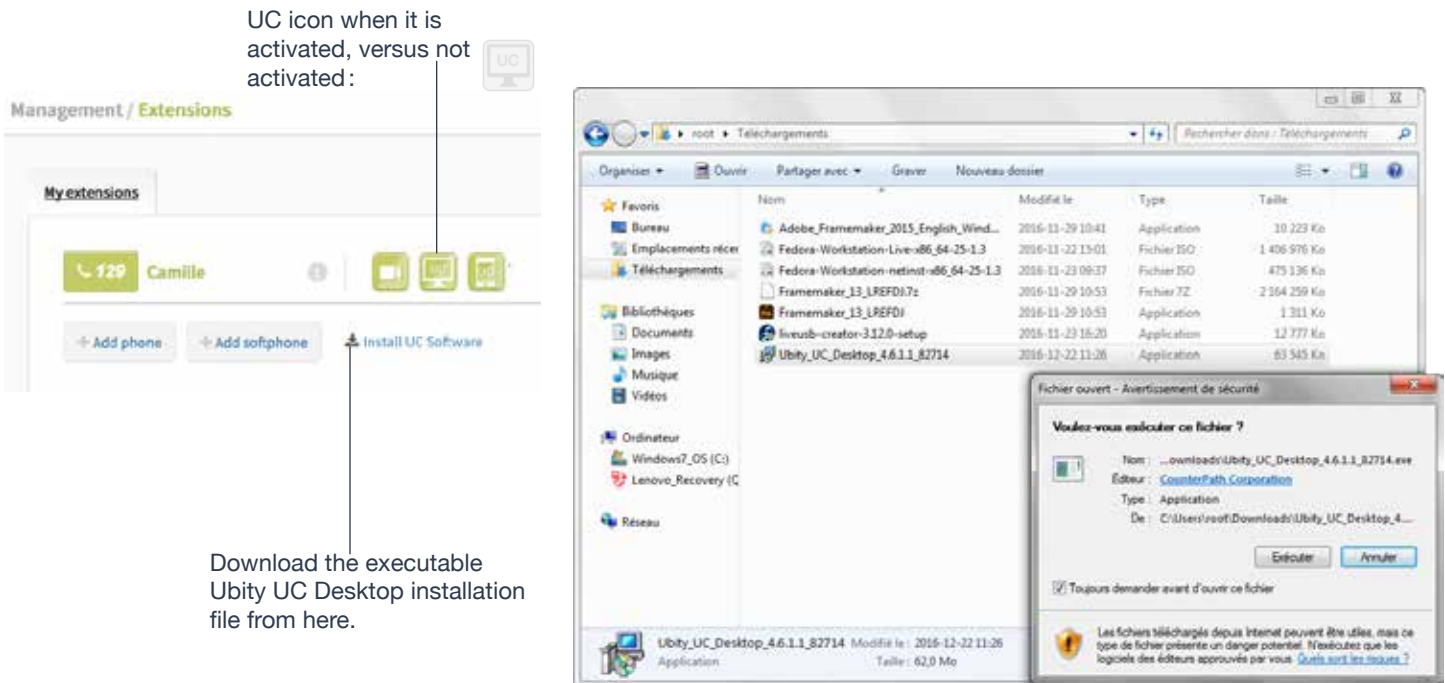 UC icon when it is
activated, versus not
activated :
UC
Management / Extensions
My extensions
129 Camille
+ Add phone + Add softphone Install UC Software
Download the executable
Ubity UC Desktop installation
file from here.
root ▸ Téléchargements
Rechercher dans : Téléchargements
Organiser Ouvrir Partager avec Graver Nouveau dossier
Nom Modifié le Type Taille
Favoris
Bureau
Emplacements récer
Téléchargements
Bibliothèques
Documents
Images
Musique
Vidéos
Ordinateur
Windows7_OS (C:)
Lenovo_Recovery (C
Réseau
Adobe_Framemaker_2015_English_Wind... 2016-11-29 10:41 Application 10 223 Ko
Fedora-Workstation-Live-x86_64-25-1.3 2016-11-22 15:01 Fichier ISO 1 406 976 Ko
Fedora-Workstation-netinst-x86_64-25-1.3 2016-11-23 09:37 Fichier ISO 475 136 Ko
Framemaker_13_LREFDJ.7z 2016-11-29 10:53 Fichier 7Z 2 164 259 Ko
Framemaker_13_LREFDJ 2016-11-29 10:53 Application 1 311 Ko
liveusb-creator-3.12.0-setup 2016-11-23 16:20 Application 12 777 Ko
Ubity_UC_Desktop_4.6.1.1_82714 2016-12-22 11:26 Application 63 545 Ko
Fichier ouvert - Avertissement de sécurité
Voulez-vous exécuter ce fichier ?
Nom : ...ownloads\Ubity_UC_Desktop_4.6.1.1_82714.exe
Éditeur : CounterPath Corporation
Type : Application
De : C:\Users\root\Downloads\Ubity_UC_Desktop_4....
Exécuter Annuler
Toujours demander avant d'ouvrir ce fichier
Les fichiers téléchargés depuis Internet peuvent être utiles, mais ce
type de fichier présente un danger potentiel. N'exécutez que les
logiciels des éditeurs approuvés par vous. Quels sont les risques ?
Ubity_UC_Desktop_4.6.1.1_82714 Modifié le : 2016-12-22 11:26
Application Taille : 62,0 Mo